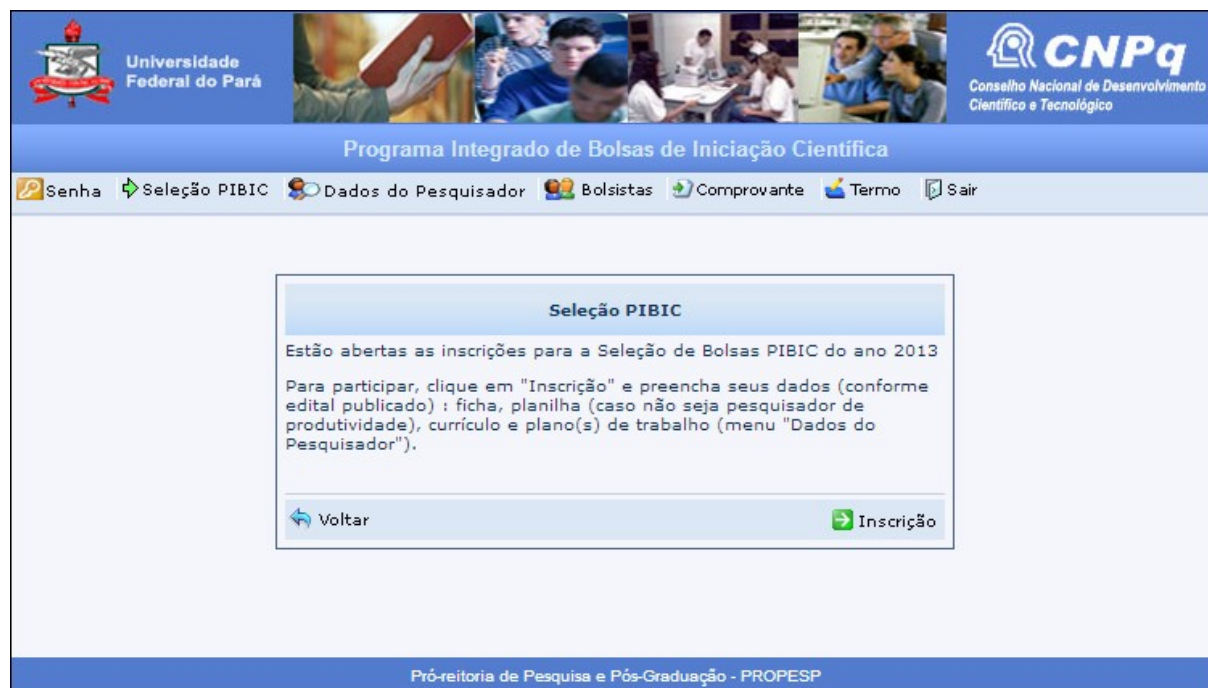 Universidade
Federal do Pará
CNPq
Conselho Nacional de Desenvolvimento
Científico e Tecnológico
Programa Integrado de Bolsas de Iniciação Científica
Senha Seleção PIBIC Dados do Pesquisador Bolsistas Comprovante Termo Sair
Seleção PIBIC
Estão abertas as inscrições para a Seleção de Bolsas PIBIC do ano 2013
Para participar, clique em "Inscrição" e preencha seus dados (conforme
edital publicado) : ficha, planilha (caso não seja pesquisador de
produtividade), currículo e plano(s) de trabalho (menu "Dados do
Pesquisador").
Voltar Inscrição
Pró-reitoria de Pesquisa e Pós-Graduação - PROPESP